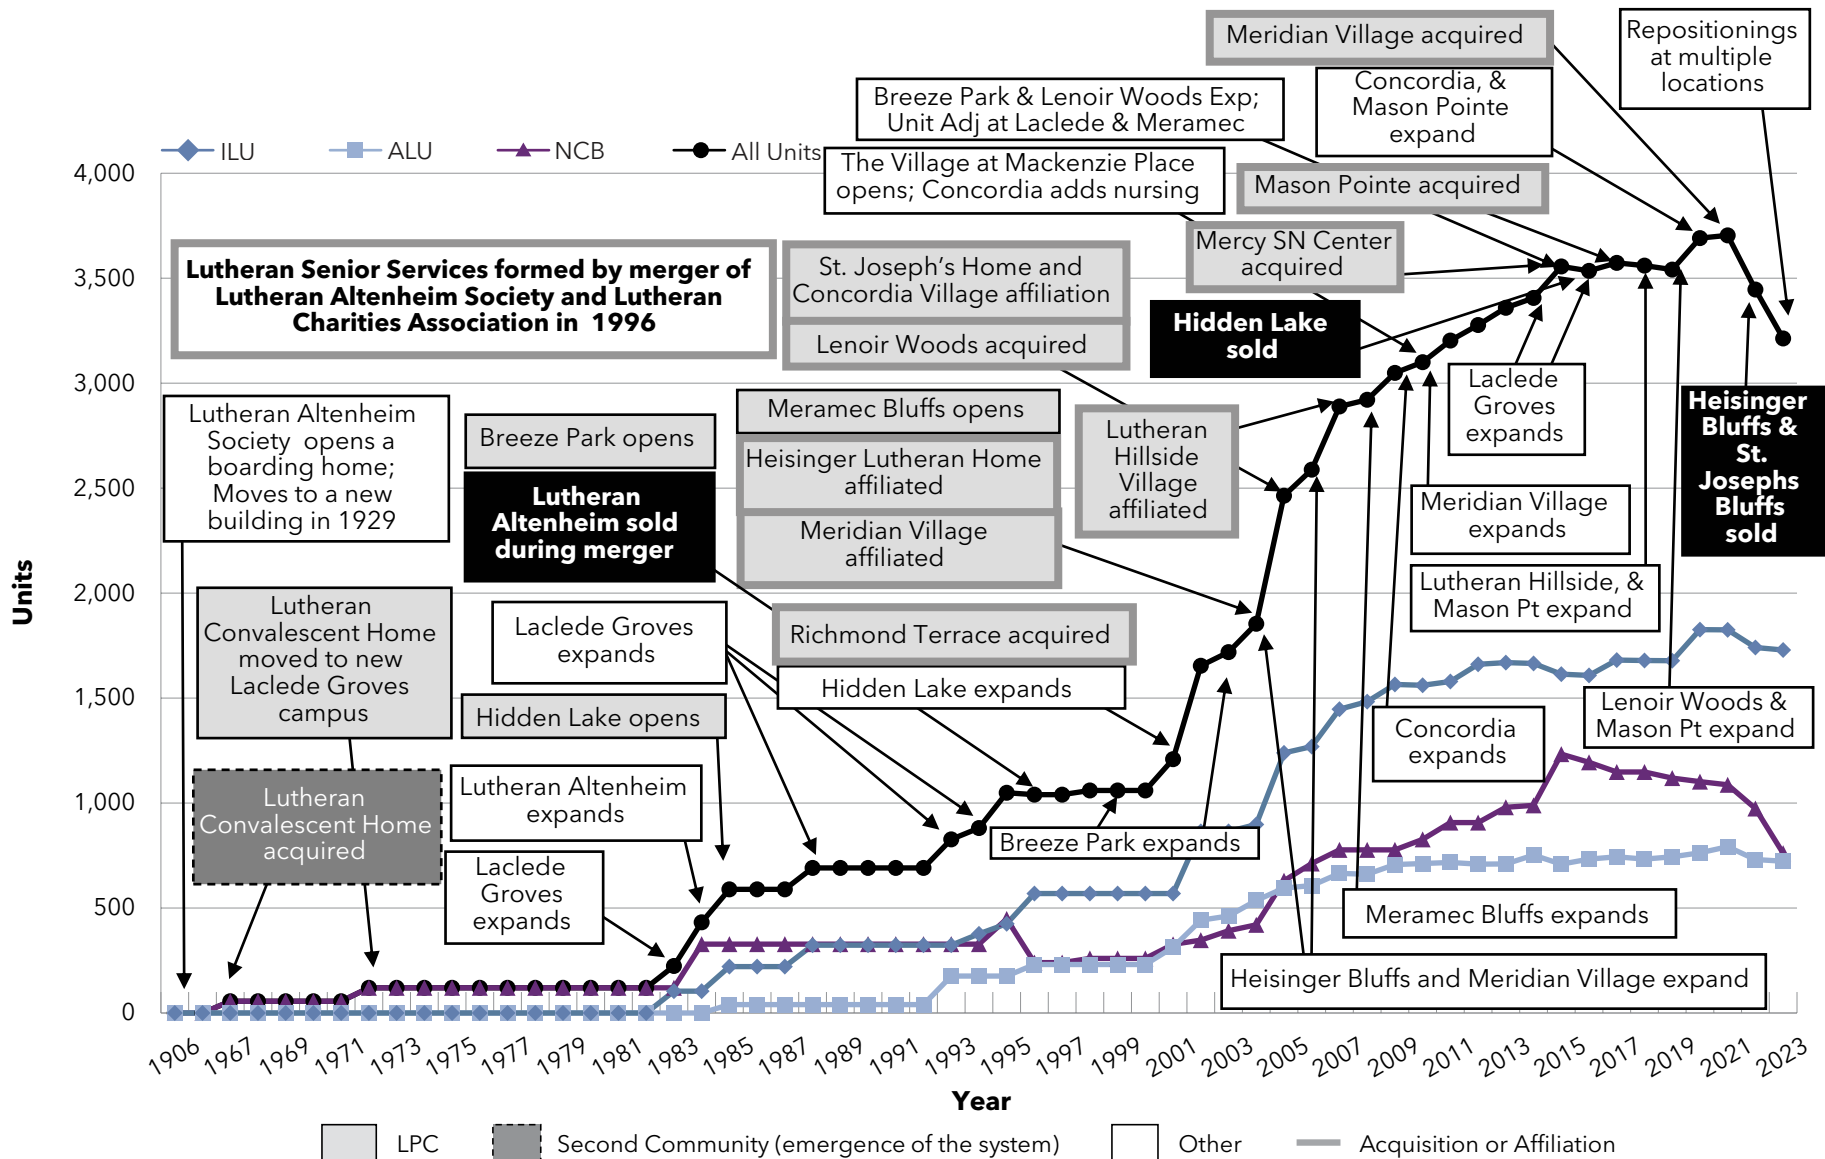 Meridian Village acquired
Repositionings
at multiple
locations
Concordia, &
Mason Pointe
expand
Breeze Park & Lenoir Woods Exp;
Unit Adj at Laclede & Meramec
ILU
ALU
NCB
All Units
The Village at Mackenzie Place
opens; Concordia adds nursing
Mason Pointe acquired
Mercy SN Center
acquired
Lutheran Senior Services formed by merger of
Lutheran Altenheim Society and Lutheran
Charities Association in 1996
St. Joseph's Home and
Concordia Village affiliation
Lenoir Woods acquired
Hidden Lake
sold
Lutheran Altenheim
Society opens a
boarding home;
Moves to a new
building in 1929
Breeze Park opens
Lutheran
Altenheim sold
during merger
Meramec Bluffs opens
Heisinger Lutheran Home
affiliated
Meridian Village
affiliated
Lutheran
Hillside
Village
affiliated
Laclede
Groves
expands
Heisinger
Bluffs &
St.
Josephs
Bluffs
sold
Meridian Village
expands
Lutheran Hillside, &
Mason Pt expand
Lutheran
Convalescent Home
moved to new
Laclede Groves
campus
Laclede Groves
expands
Richmond Terrace acquired
Hidden Lake expands
Hidden Lake opens
Lenoir Woods &
Mason Pt expand
Concordia
expands
Lutheran
Convalescent Home
acquired
Lutheran Altenheim
expands
Breeze Park expands
Laclede
Groves
expands
Meramec Bluffs expands
Heisinger Bluffs and Meridian Village expand
Units
4,000
3,500
3,000
2,500
2,000
1,500
1,000
500
0
1906
1967
1969
1971
1973
1975
1977
1979
1981
1983
1985
1987
1989
1991
1993
1995
1997
1999
2001
2003
2005
2007
2009
2011
2013
2015
2017
2019
2021
2023
Year
LPC
Second Community (emergence of the system)
Other
Acquisition or Affiliation